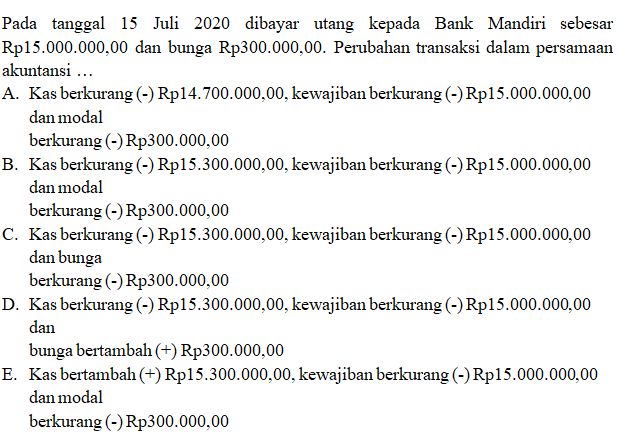 Pada tanggal 15 Juli 2020 dibayar utang kepada Bank Mandiri sebesar
Rp15.000.000,00 dan bunga Rp300.000,00. Perubahan transaksi dalam persamaan
akuntansi …
A. Kas berkurang (-) Rp14.700.000,00, kewajiban berkurang (-) Rp15.000.000,00
dan modal
berkurang (-) Rp300.000,00
B. Kas berkurang (-) Rp15.300.000,00, kewajiban berkurang (-) Rp15.000.000,00
dan modal
berkurang (-) Rp300.000,00
C. Kas berkurang (-) Rp15.300.000,00, kewajiban berkurang (-) Rp15.000.000,00
dan bunga
berkurang (-) Rp300.000,00
D. Kas berkurang (-) Rp15.300.000,00, kewajiban berkurang (-) Rp15.000.000,00
dan
bunga bertambah (+) Rp300.000,00
E. Kas bertambah (+) Rp15.300.000,00, kewajiban berkurang (-) Rp15.000.000,00
dan modal
berkurang (-) Rp300.000,00